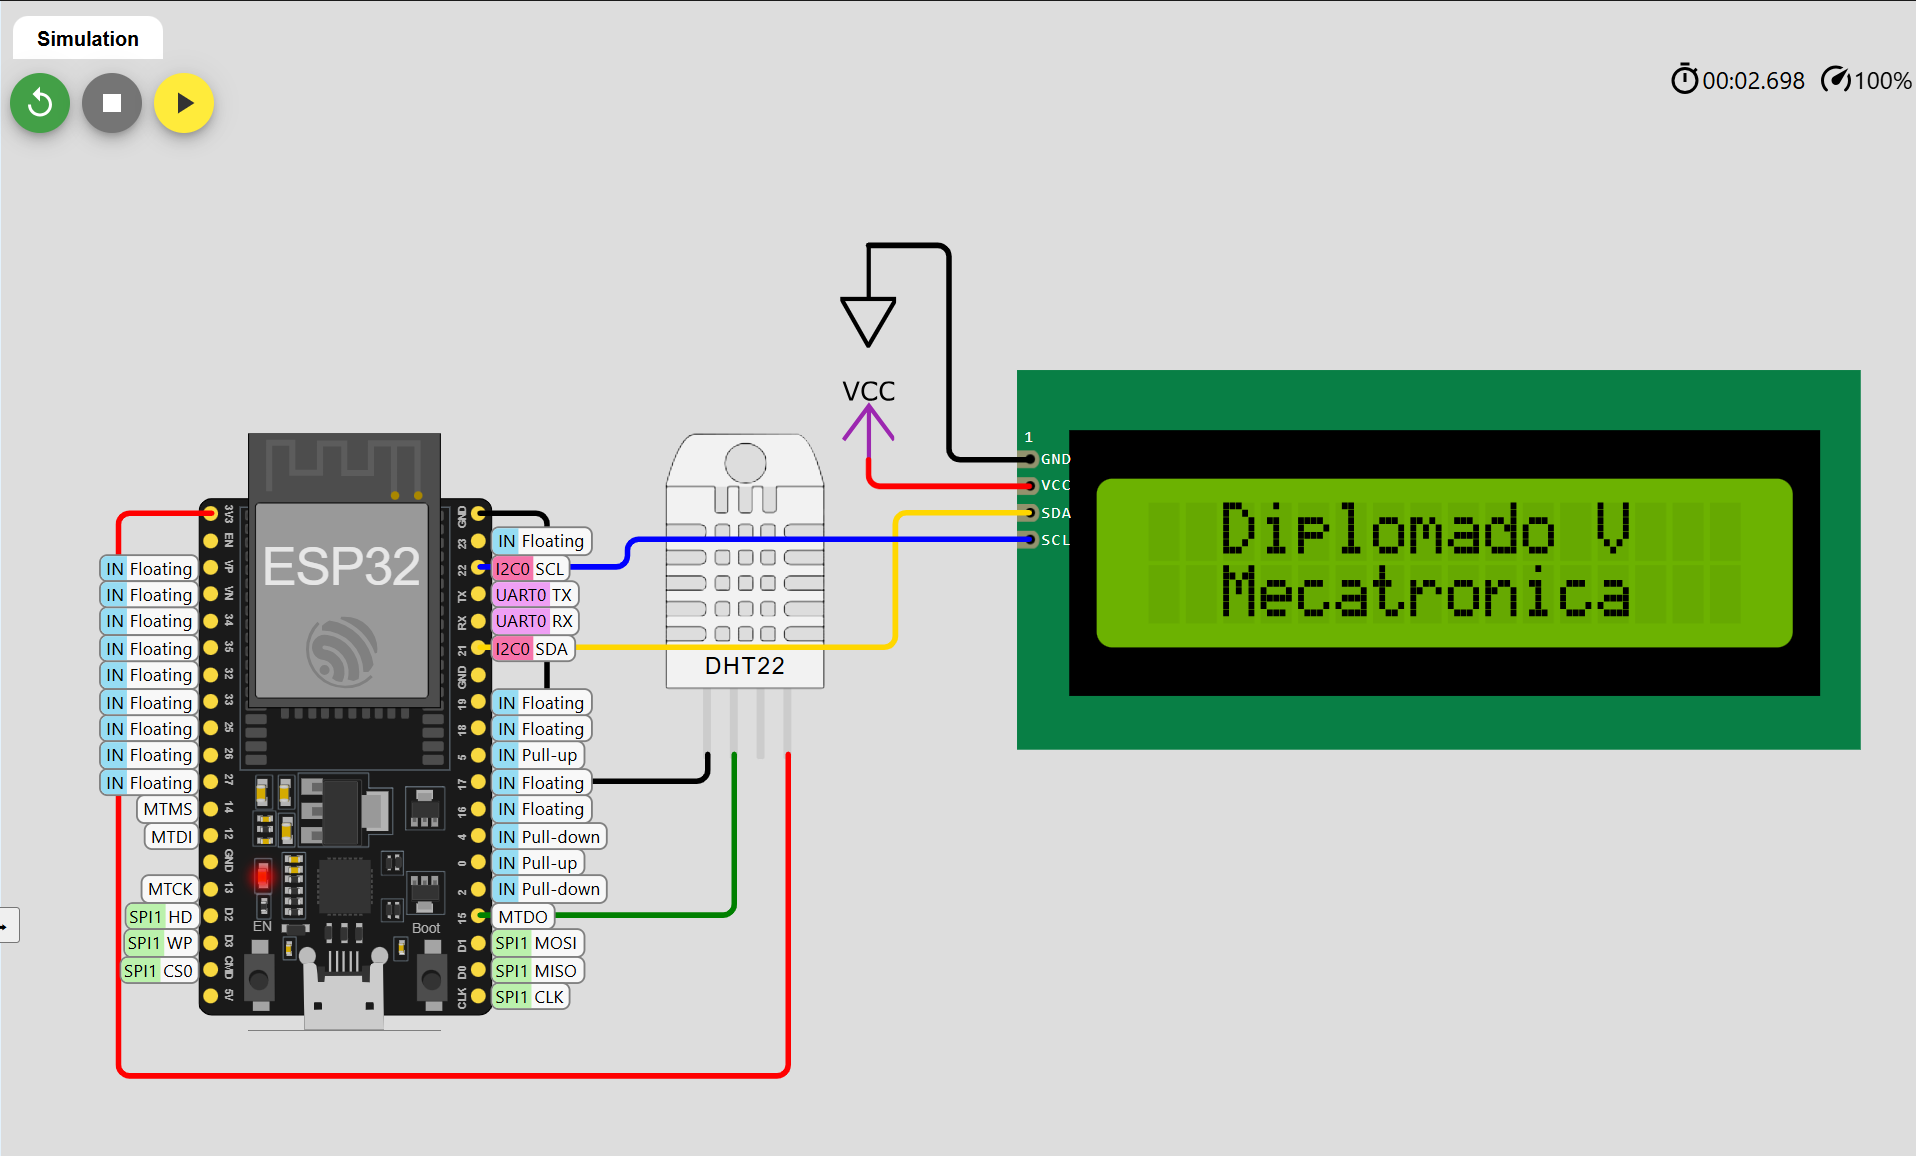 Simulation
00:02.698
100%
VCC
1
GND
VCC
SDA
SCL
Diplomado V
Mecatronica
ESP32
DHT22
3V3
EN
VP IN Floating
VN IN Floating
34 IN Floating
35 IN Floating
32 IN Floating
33 IN Floating
25 IN Floating
26 IN Floating
27 IN Floating
14 MTMS
12 MTDI
GND
13 MTCK
D2 SPI1 HD
D3 SPI1 WP
CMD SPI1 CS0
5V
GND
23 IN Floating
22 I2C0 SCL
TX UART0 TX
RX UART0 RX
21 I2C0 SDA
GND
19 IN Floating
18 IN Floating
5 IN Pull-up
17 IN Floating
16 IN Floating
4 IN Pull-down
0 IN Pull-up
2 IN Pull-down
15 MTDO
D1 SPI1 MOSI
D0 SPI1 MISO
CLK SPI1 CLK
EN
Boot